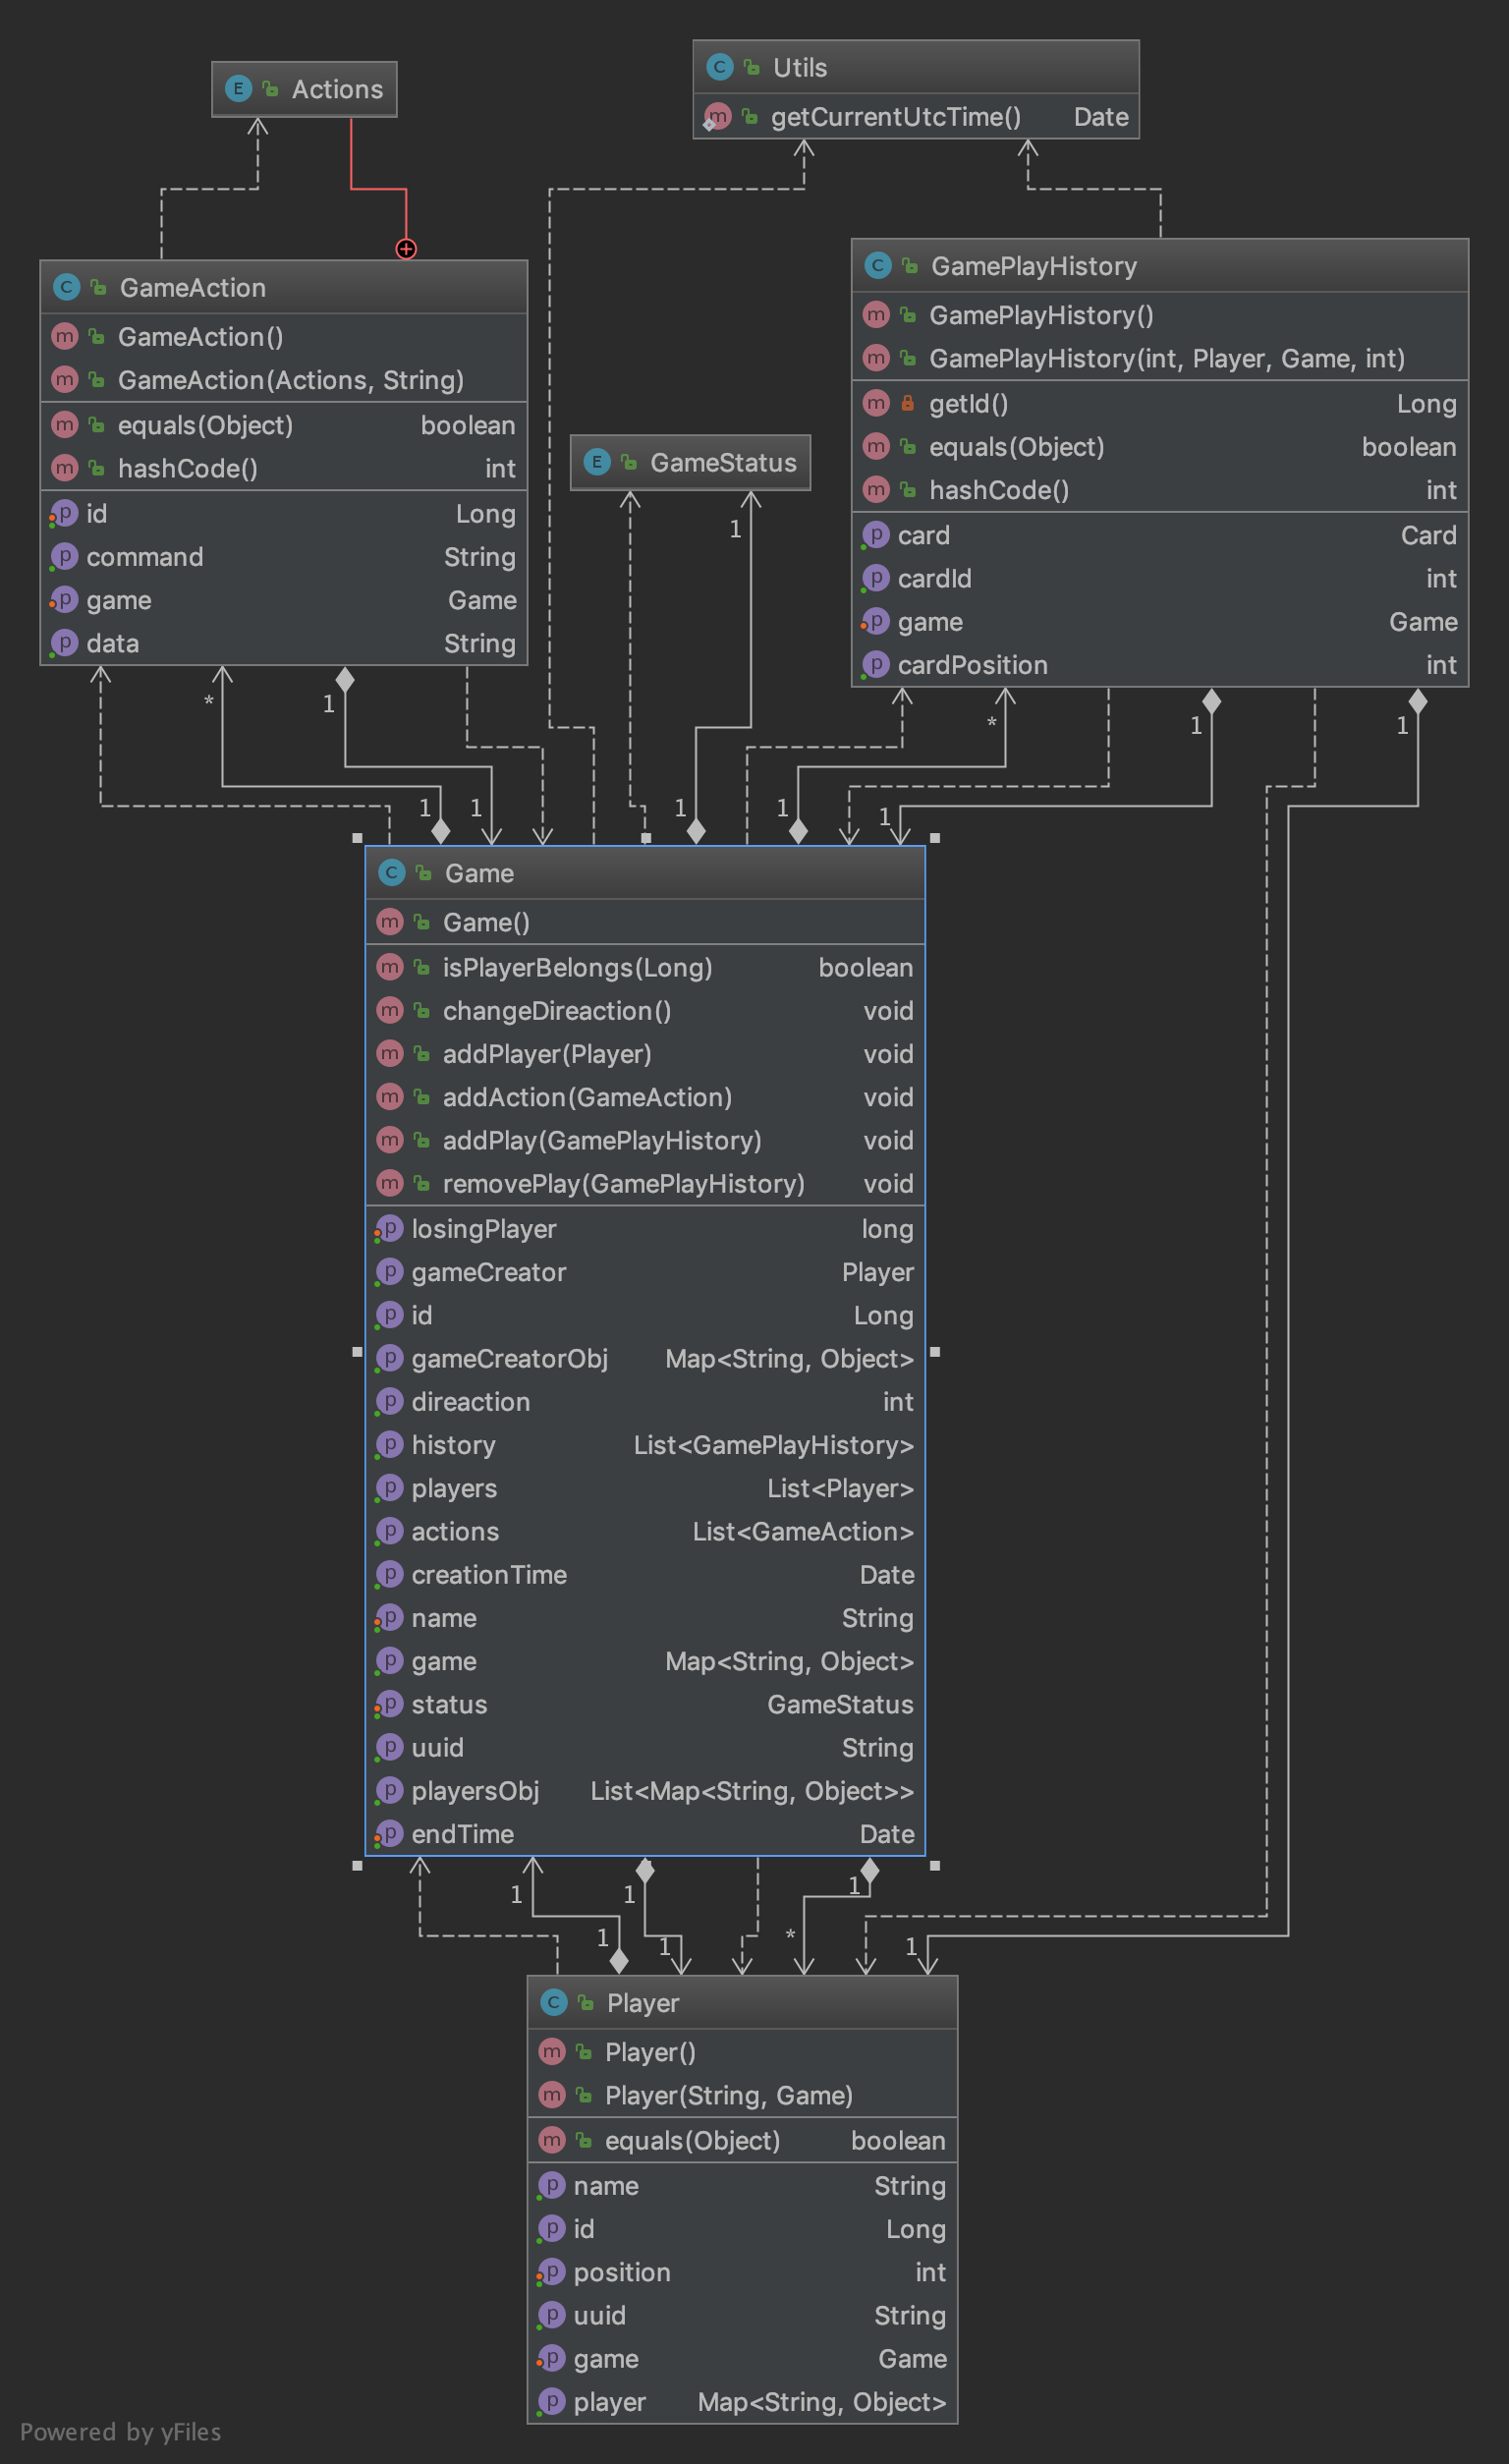 Actions
Utils
getCurrentUtcTime() Date
GameAction
GameAction()
GameAction(Actions, String)
equals(Object) boolean
hashCode() int
id Long
command String
game Game
data String
GameStatus
GamePlayHistory
GamePlayHistory()
GamePlayHistory(int, Player, Game, int)
getId() Long
equals(Object) boolean
hashCode() int
card Card
cardId int
game Game
cardPosition int
1
* 1 * 1 1
1 1 1 1 1
Game
Game()
isPlayerBelongs(Long) boolean
changeDireaction() void
addPlayer(Player) void
addAction(GameAction) void
addPlay(GamePlayHistory) void
removePlay(GamePlayHistory) void
losingPlayer long
gameCreator Player
id Long
gameCreatorObj Map<String, Object>
direaction int
history List<GamePlayHistory>
players List<Player>
actions List<GameAction>
creationTime Date
name String
game Map<String, Object>
status GameStatus
uuid String
playersObj List<Map<String, Object>>
endTime Date
1 1 1
1 1 * 1
Player
Player()
Player(String, Game)
equals(Object) boolean
name String
id Long
position int
uuid String
game Game
player Map<String, Object>
Powered by yFiles